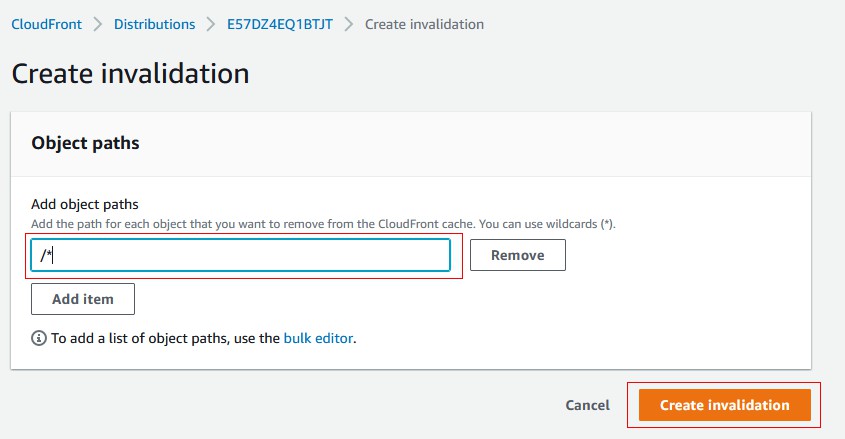 CloudFront > Distributions > E57DZ4EQ1BTJT > Create invalidation
Create invalidation
Object paths
Add object paths
Add the path for each object that you want to remove from the CloudFront cache. You can use wildcards (*).
/*
Remove
Add item
To add a list of object paths, use the bulk editor.
Cancel
Create invalidation